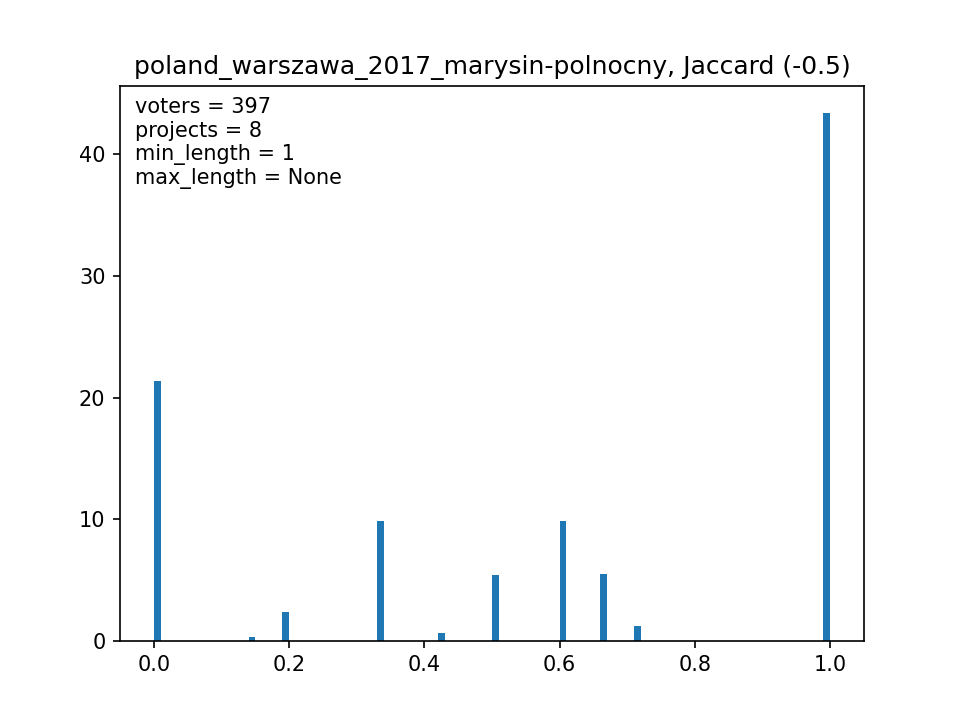 poland_warszawa_2017_marysin-polnocny, Jaccard (-0.5)
voters = 397
projects = 8
min_length = 1
max_length = None
40
30
20
10
0
0.0 0.2 0.4 0.6 0.8 1.0